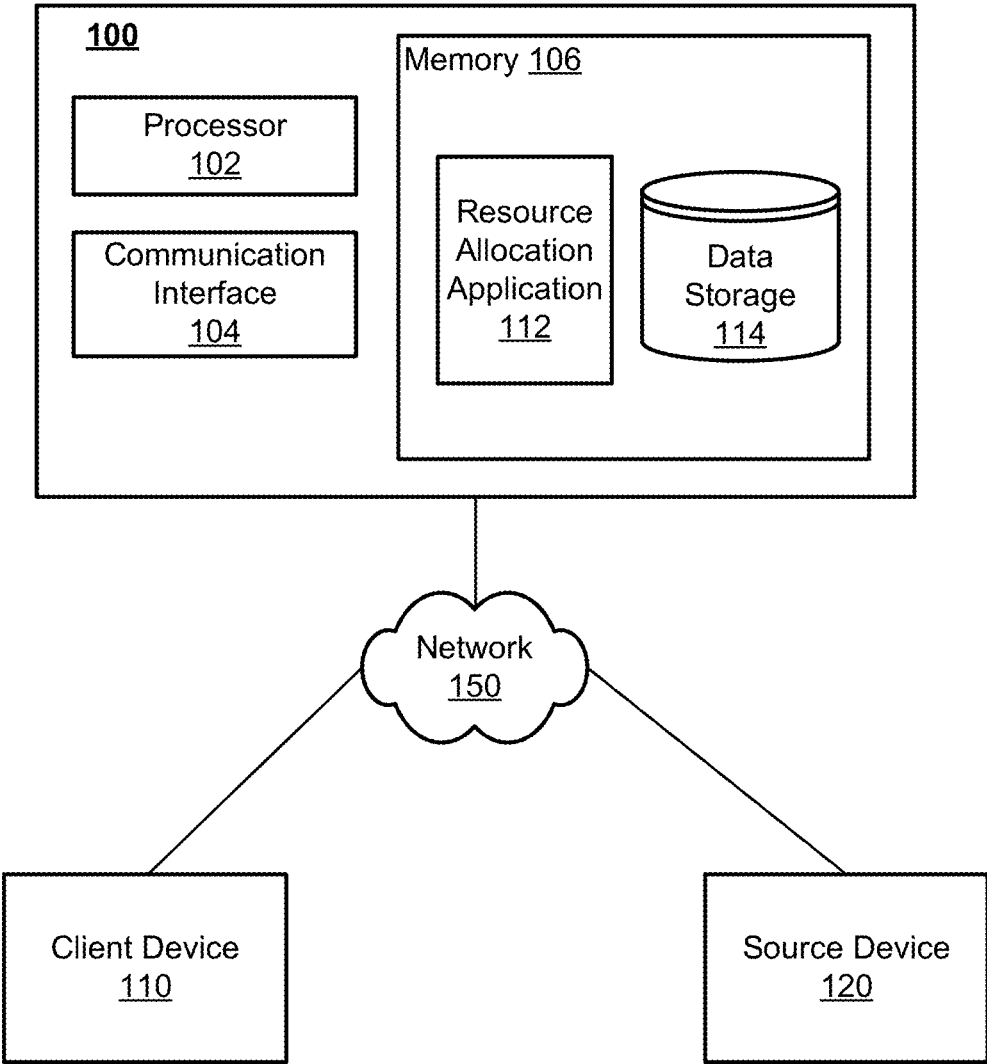 100
Memory 106
Processor
102
Communication
Interface
104
Resource
Allocation
Application
112
Data
Storage
114
Network
150
Client Device
110
Source Device
120